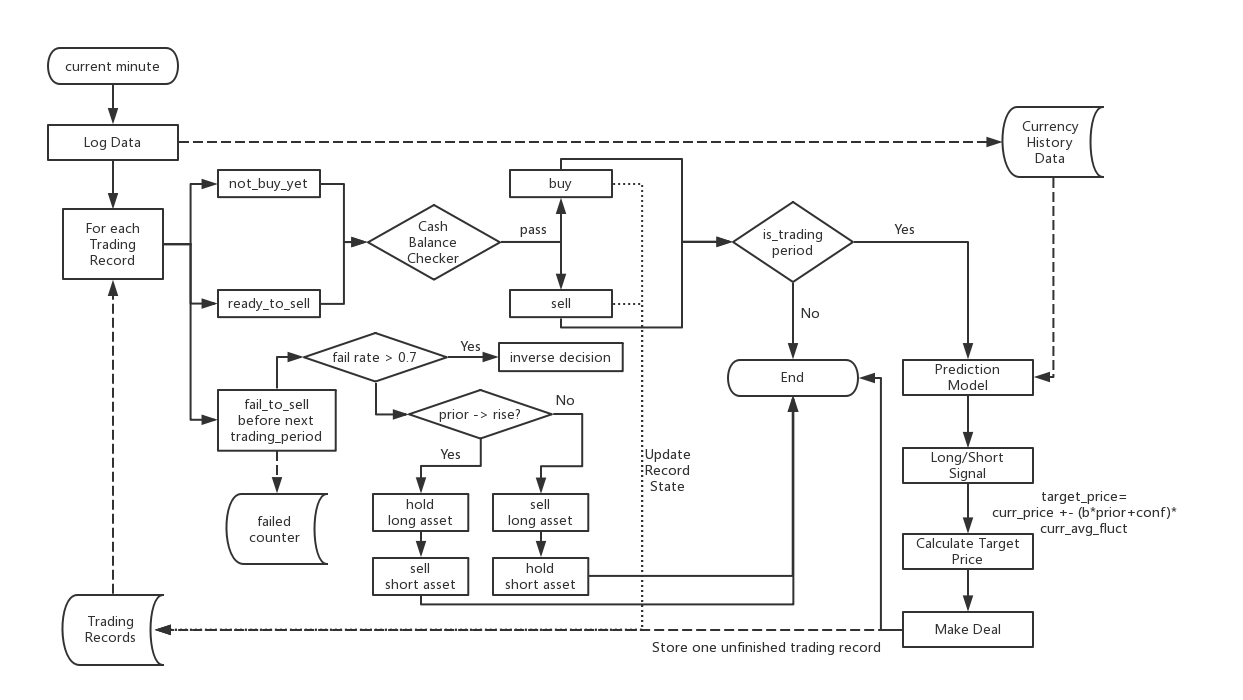 current minute
Log Data
Currency
History
Data
For each
Trading
Record
not_buy_yet
ready_to_sell
Cash
Balance
Checker
pass
buy
sell
is_trading
period
Yes
No
fail rate > 0.7
Yes
inverse decision
End
Prediction
Model
fail_to_sell
before next
trading_period
prior -> rise?
No
Yes
Update
Record
State
Long/Short
Signal
target_price=
curr_price +- (b*prior+conf)*
curr_avg_fluct
hold
long asset
sell
long asset
failed
counter
Calculate Target
Price
sell
short asset
hold
short asset
Trading
Records
Make Deal
Store one unfinished trading record